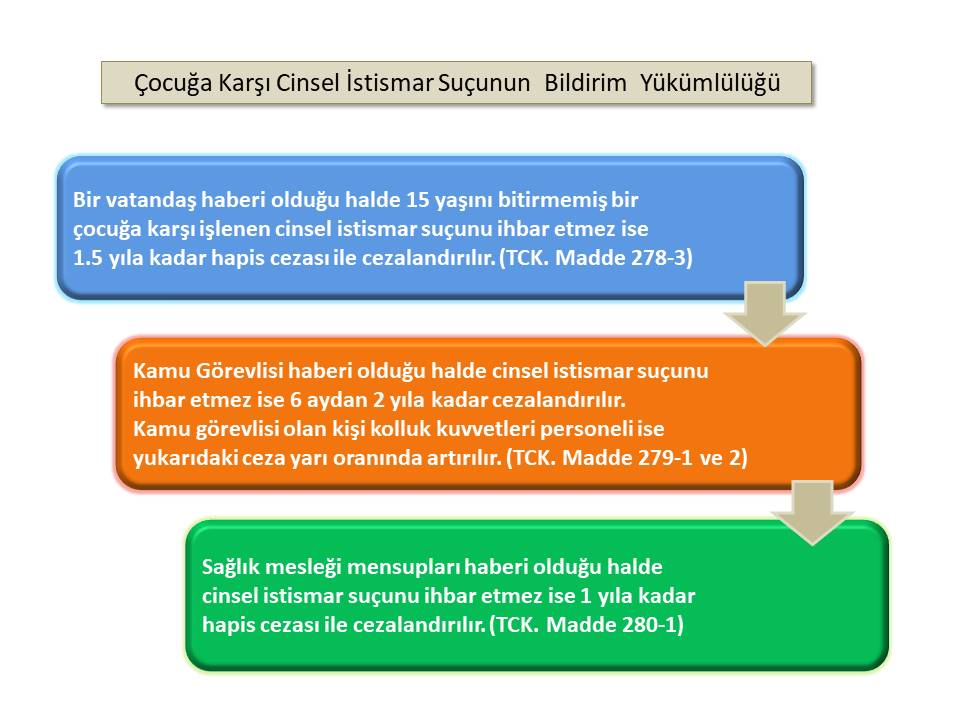 Çocuğa Karşı Cinsel İstismar Suçunun Bildirim Yükümlülüğü
Bir vatandaş haberi olduğu halde 15 yaşını bitirmemiş bir
çocuğa karşı işlenen cinsel istismar suçunu ihbar etmez ise
1.5 yıla kadar hapis cezası ile cezalandırılır. (TCK. Madde 278-3)
Kamu Görevlisi haberi olduğu halde cinsel istismar suçunu
ihbar etmez ise 6 aydan 2 yıla kadar cezalandırılır.
Kamu görevlisi olan kişi kolluk kuvvetleri personeli ise
yukarıdaki ceza yarı oranında artırılır. (TCK. Madde 279-1 ve 2)
Sağlık mesleği mensupları haberi olduğu halde
cinsel istismar suçunu ihbar etmez ise 1 yıla kadar
hapis cezası ile cezalandırılır. (TCK. Madde 280-1)